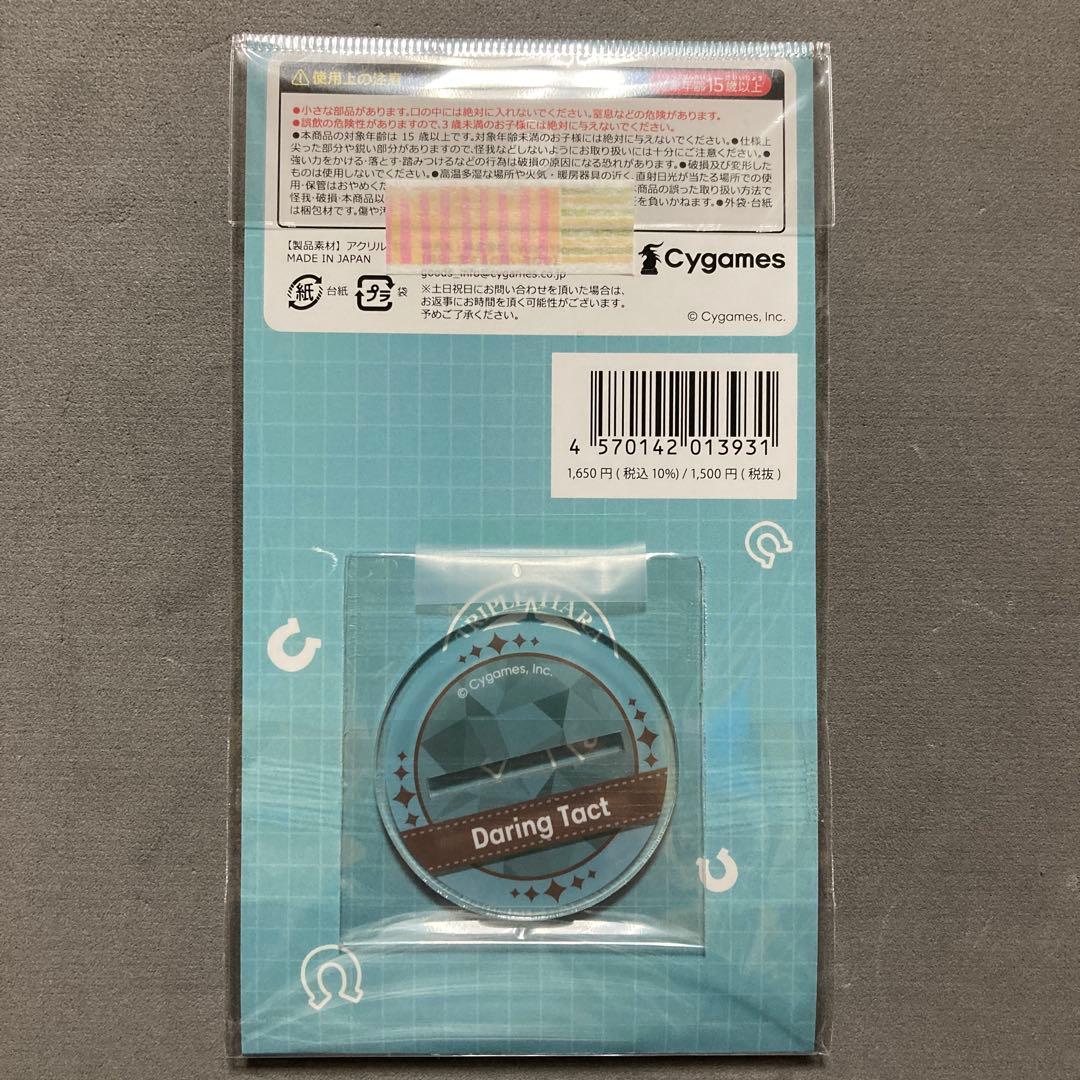 使用上の注意
年齢15歳以上
●小さな部品があります。口の中には絶対に入れないでください。窒息などの危険があります。
●誤飲の危険性がありますので、3歳未満のお子様には絶対に与えないでください。
●本商品の対象年齢は 15 歳以上です。対象年齢未満のお子様には絶対に与えないでください。●仕様上
尖った部分や鋭い部分がありますので、怪我などしないようにお取り扱いには十分にご注意ください。●
強い力をかける・落とす・踏みつけるなどの行為は破損の原因になる恐れがあります。●破損及び変形した
ものは使用しないでください。●高温多湿な場所や火気・暖房器具の近く、直射日光が当たる場所での使
用・保管はおやめくだ 本商品の誤った取り扱い方法で
怪我・破損・本商品以 を負いかねます。●外袋・台紙
は梱包材です。傷や汚
【製品素材】アクリル
MADE IN JAPAN
goods_info@cygames.co.jp
Cygames
紙 台紙 プラ 袋
※土日祝日にお問い合わせを頂いた場合は、
お返事にお時間を頂く可能性がございます。
予めご了承ください。
© Cygames, Inc.
4 570142 013931
1,650 円 ( 税込 10%) / 1,500 円 ( 税抜 )
© Cygames, Inc.
Daring Tact